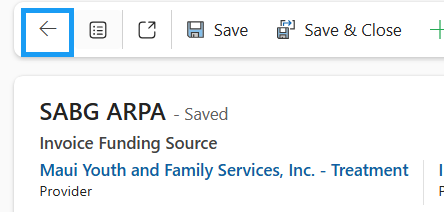 Save Save & Close
SABG ARPA - Saved
Invoice Funding Source
Maui Youth and Family Services, Inc. - Treatment
Provider